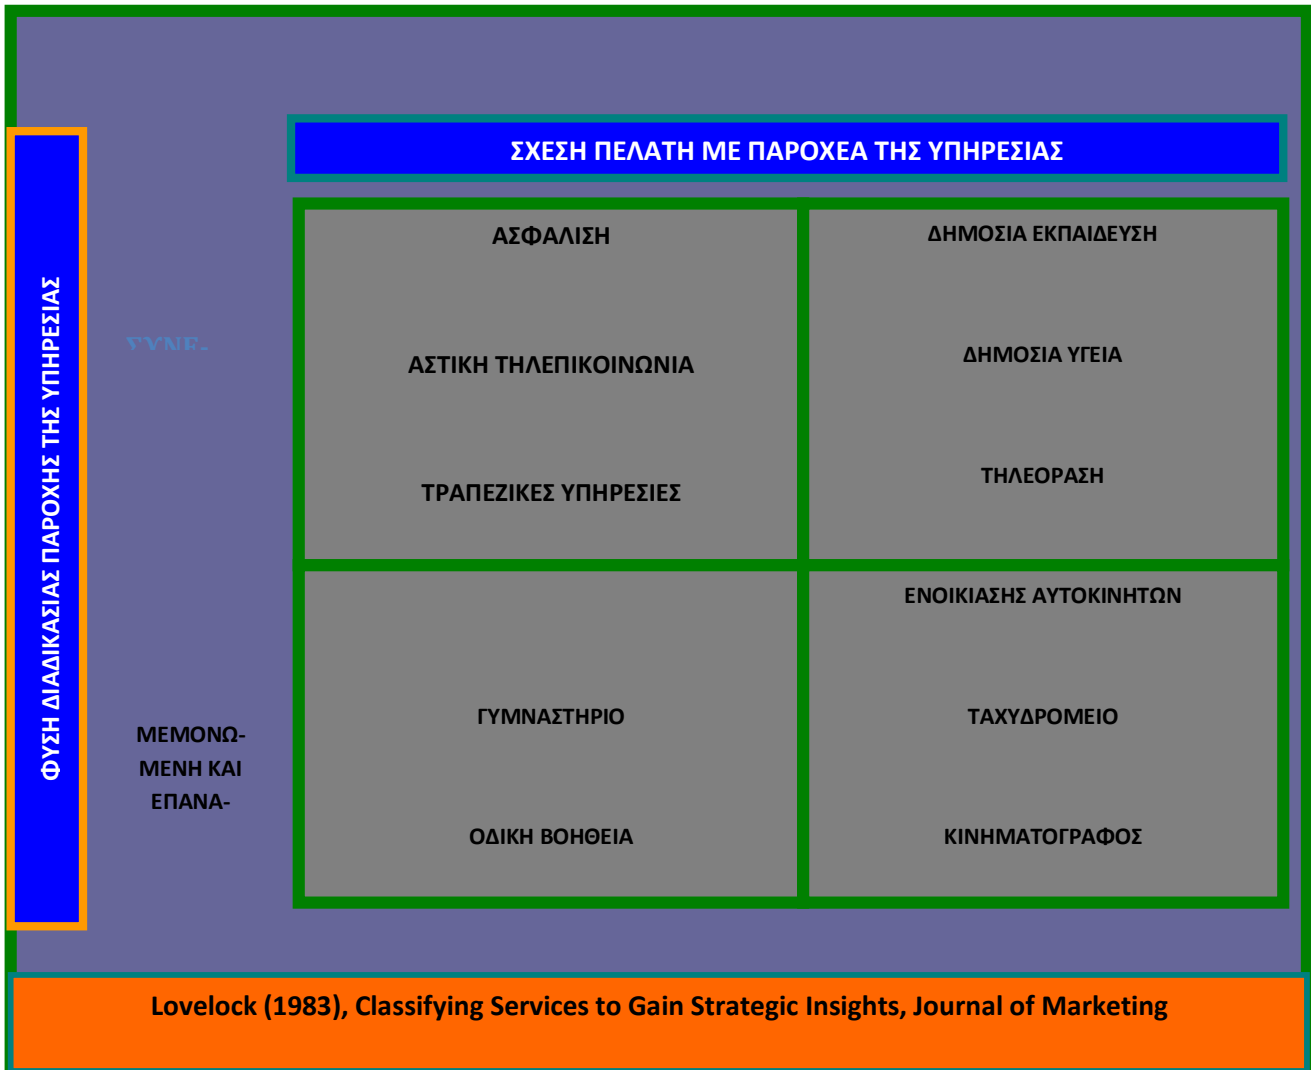 ΣΧΕΣΗ ΠΕΛΑΤΗ ΜΕ ΠΑΡΟΧΕΑ ΤΗΣ ΥΠΗΡΕΣΙΑΣ
ΦΥΣΗ ΔΙΑΔΙΚΑΣΙΑΣ ΠΑΡΟΧΗΣ ΤΗΣ ΥΠΗΡΕΣΙΑΣ
ΣΥΝΕ-
ΑΣΦΑΛΙΣΗ
ΑΣΤΙΚΗ ΤΗΛΕΠΙΚΟΙΝΩΝΙΑ
ΤΡΑΠΕΖΙΚΕΣ ΥΠΗΡΕΣΙΕΣ
ΔΗΜΟΣΙΑ ΕΚΠΑΙΔΕΥΣΗ
ΔΗΜΟΣΙΑ ΥΓΕΙΑ
ΤΗΛΕΟΡΑΣΗ
ΜΕΜΟΝΩ-
ΜΕΝΗ ΚΑΙ
ΕΠΑΝΑ-
ΓΥΜΝΑΣΤΗΡΙΟ
ΟΔΙΚΗ ΒΟΗΘΕΙΑ
ΕΝΟΙΚΙΑΣΗΣ ΑΥΤΟΚΙΝΗΤΩΝ
ΤΑΧΥΔΡΟΜΕΙΟ
ΚΙΝΗΜΑΤΟΓΡΑΦΟΣ
Lovelock (1983), Classifying Services to Gain Strategic Insights, Journal of Marketing